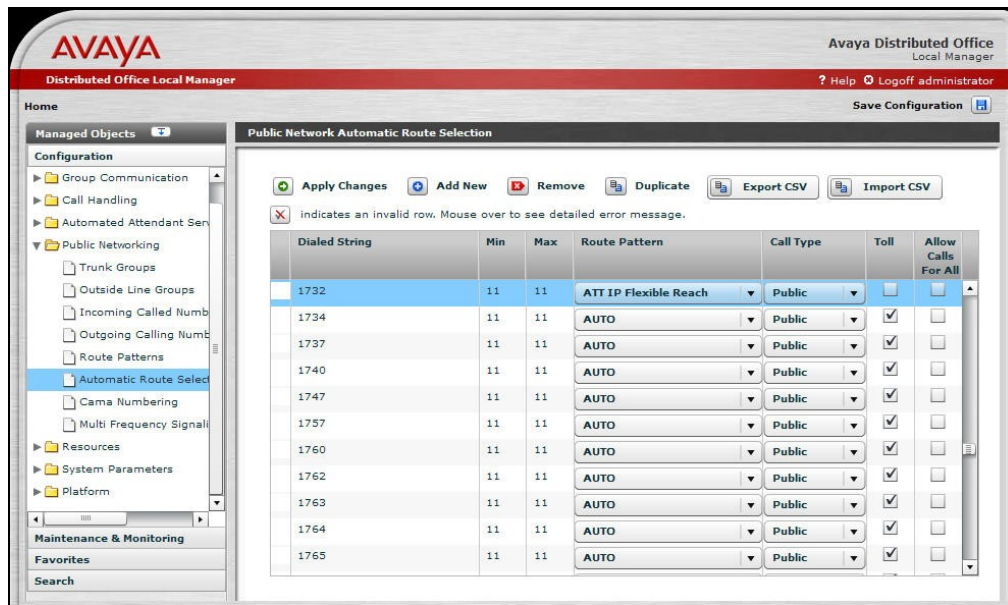 AVAYA
Avaya Distributed Office
Local Manager
Distributed Office Local Manager
? Help Logoff administrator
Home
Save Configuration
Managed Objects
Public Network Automatic Route Selection
Configuration
Group Communication
Call Handling
Automated Attendant Serv
Public Networking
Trunk Groups
Outside Line Groups
Incoming Called Numb
Outgoing Calling Numb
Route Patterns
Automatic Route Select
Cama Numbering
Multi Frequency Signali
Resources
System Parameters
Platform
Maintenance & Monitoring
Favorites
Search
Apply Changes Add New Remove Duplicate Export CSV Import CSV
indicates an invalid row. Mouse over to see detailed error message.
Dialed String Min Max Route Pattern Call Type Toll Allow Calls For All
1732 11 11 ATT IP Flexible Reach Public
1734 11 11 AUTO Public
1737 11 11 AUTO Public
1740 11 11 AUTO Public
1747 11 11 AUTO Public
1757 11 11 AUTO Public
1760 11 11 AUTO Public
1762 11 11 AUTO Public
1763 11 11 AUTO Public
1764 11 11 AUTO Public
1765 11 11 AUTO Public